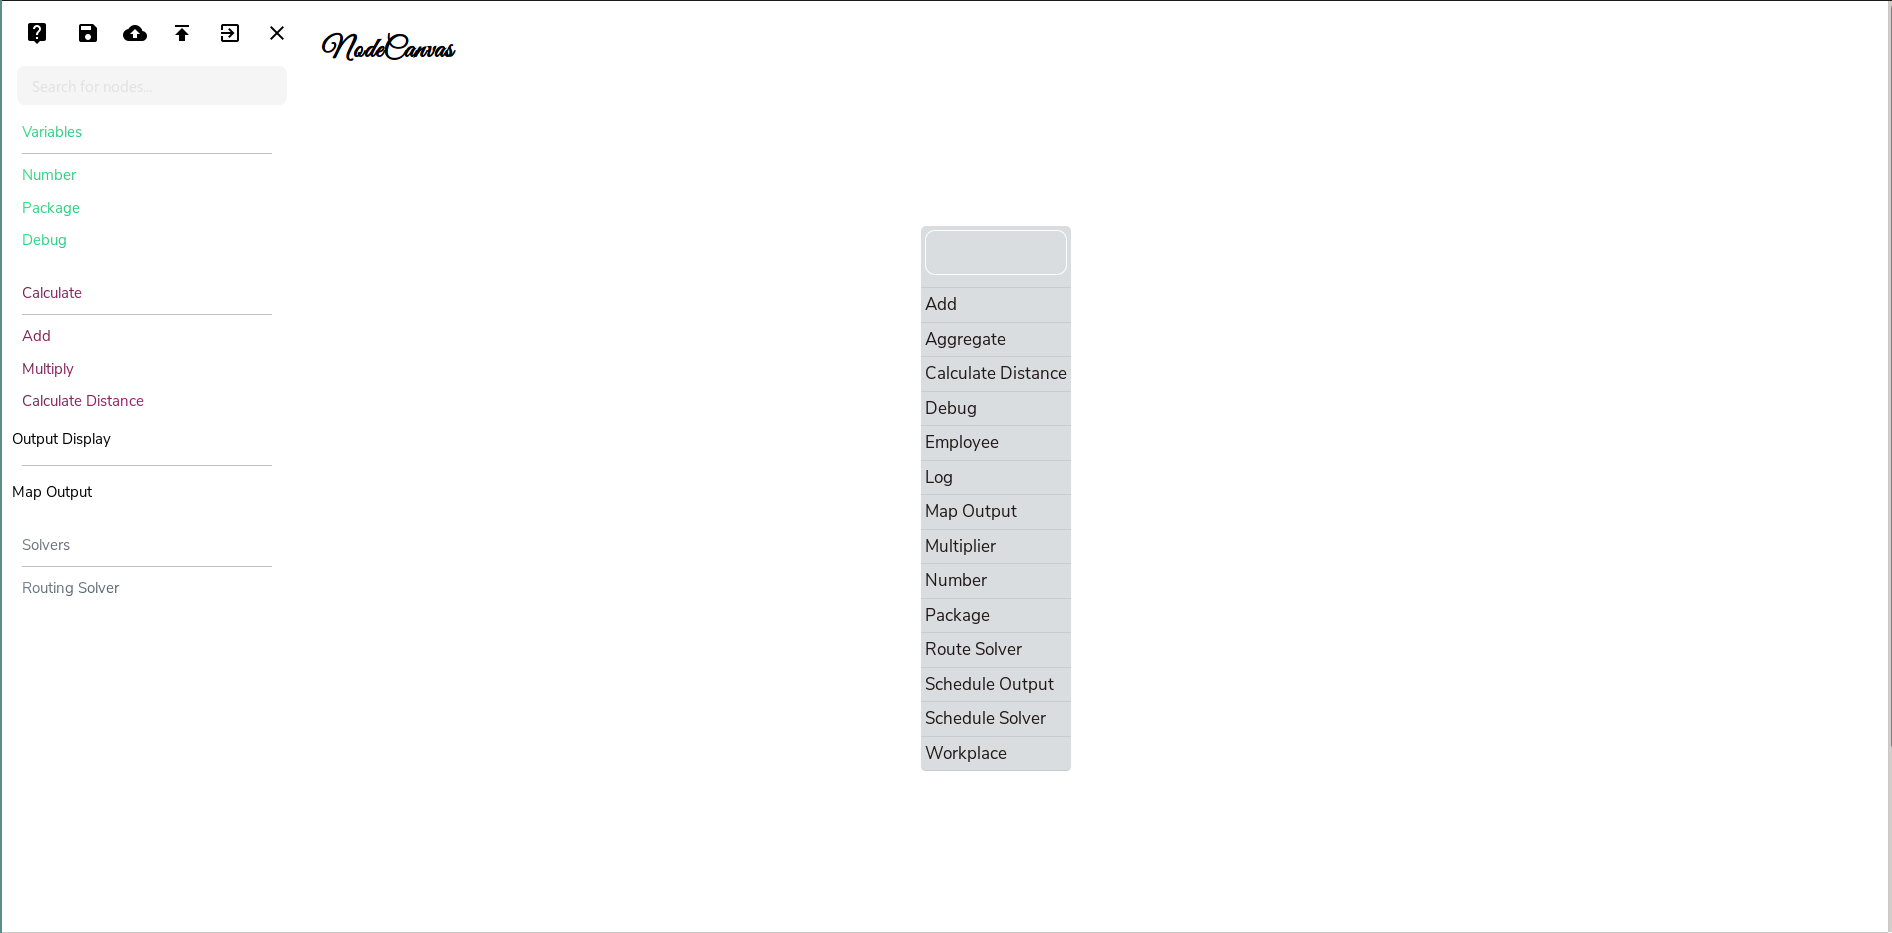 NodeCanvas
Search for nodes...
Variables
Number
Package
Debug
Calculate
Add
Multiply
Calculate Distance
Output Display
Map Output
Solvers
Routing Solver
Add
Aggregate
Calculate Distance
Debug
Employee
Log
Map Output
Multiplier
Number
Package
Route Solver
Schedule Output
Schedule Solver
Workplace